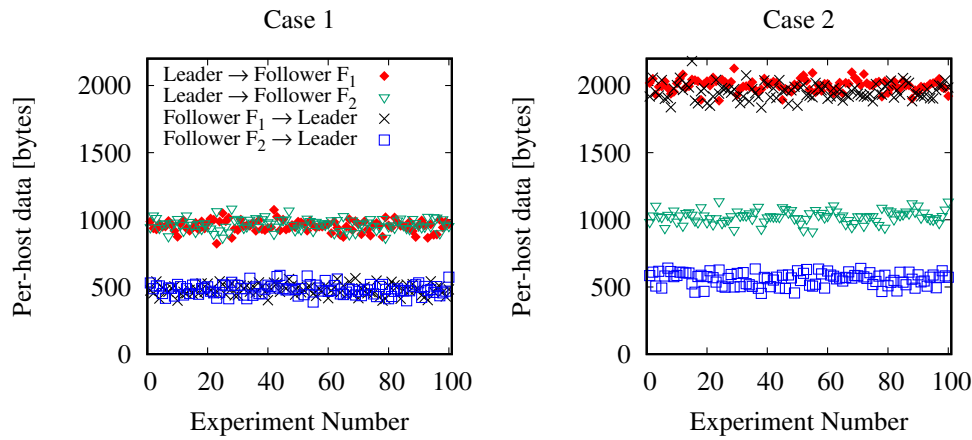 Case 1
Per-host data [bytes]
2000
1500
1000
500
0
Leader → Follower F₁
Leader → Follower F₂
Follower F₁ → Leader
Follower F₂ → Leader
0 20 40 60 80 100
Experiment Number
Case 2
Per-host data [bytes]
2000
1500
1000
500
0
0 20 40 60 80 100
Experiment Number